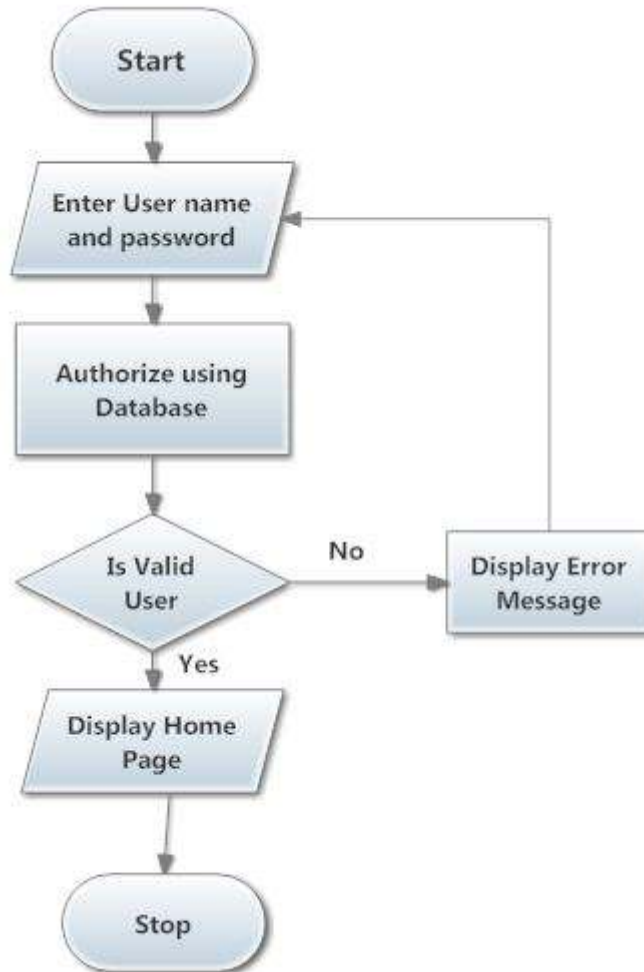 Start
Enter User name
and password
Authorize using
Database
Is Valid
User
No
Display Error
Message
Yes
Display Home
Page
Stop